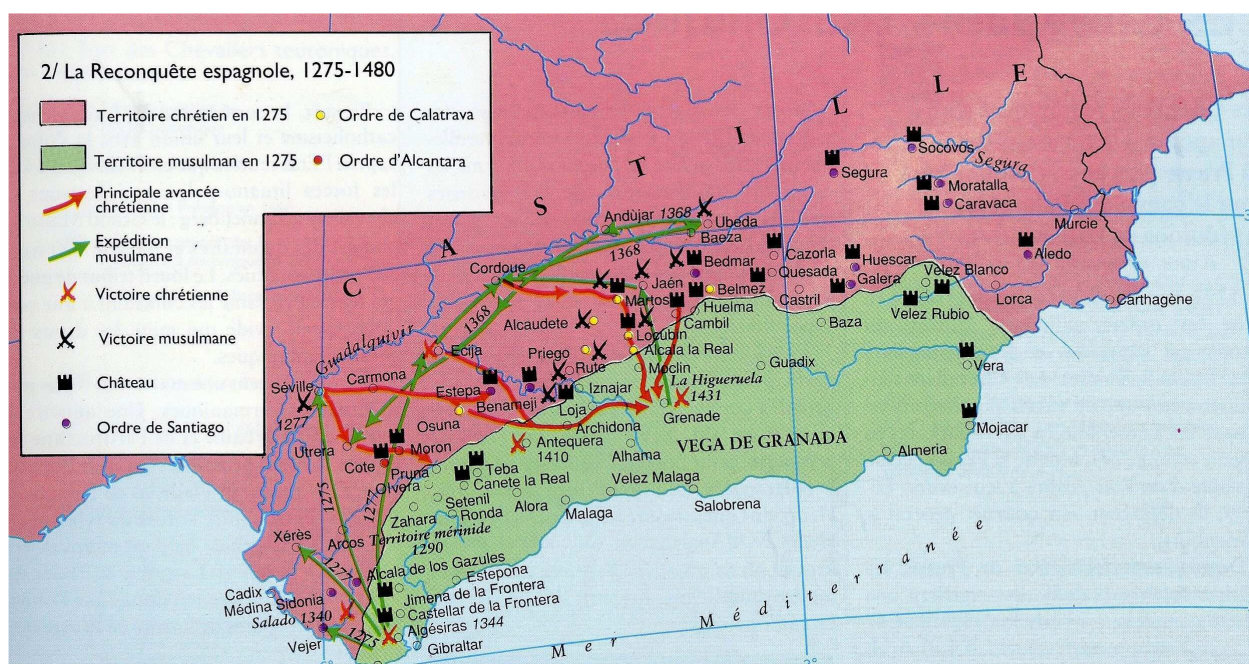 2/ La Reconquête espagnole, 1275-1480
Territoire chrétien en 1275
Ordre de Calatrava
Territoire musulman en 1275
Ordre d'Alcantara
Principale avancée
chrétienne
Expédition
musulmane
Victoire chrétienne
Victoire musulmane
Château
Ordre de Santiago
CASTILLE
Socovos
Segura
Segura
Moratalla
Caravaca
Murcie
3°
Andùjar 1368
Ubeda
Baeza
1368
Cordoue
Bedmar
Cazorla
Quesada
Huescar
Galera
Aledo
Jaén
Belmez
Castril
Velez Blanco
Lorca
Carthagène
Martos
Huelma
Cambil
Baza
Velez Rubio
Guadalquivir
1368
Alcaudete
Locubin
Ecija
Priego
Alcala la Real
Rute
Moclin
Guadix
Vera
Séville
Carmona
Estepa
Iznajar
La Higueruela
1431
1277
Benameji
Loja
Grenade
Osuna
Archidona
Mojacar
Utrera
Moron
Antequera
1410
Alhama
VEGA DE GRANADA
Almeria
Cote
Pruna
Teba
Olvera
Canete la Real
Velez Malaga
1275
1277
Setenil
Alora
Salobrena
Zahara
Ronda
Malaga
Xérès
Arcos
Territoire mérinide
1290
1277
Alcala de los Gazules
Estepona
Cadix
Jimena de la Frontera
Médina Sidonia
Castellar de la Frontera
Salado 1340
Algésiras 1344
Vejer
1275
Gibraltar
Mer Méditerranée
6°
3°